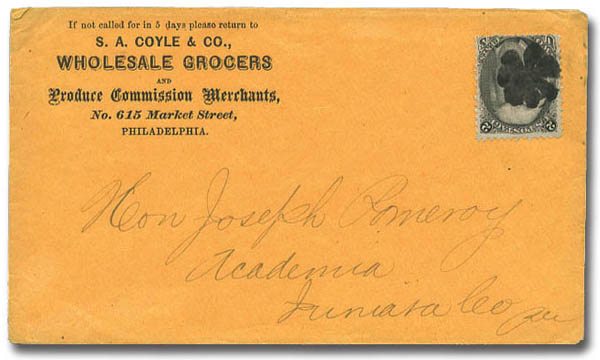 If not called for in 5 days please return to
S. A. COYLE & CO.,
WHOLESALE GROCERS
AND
Produce Commission Merchants,
No. 615 Market Street,
PHILADELPHIA.
Hon Joseph Pomeroy
Academia
Juniata Co Pa